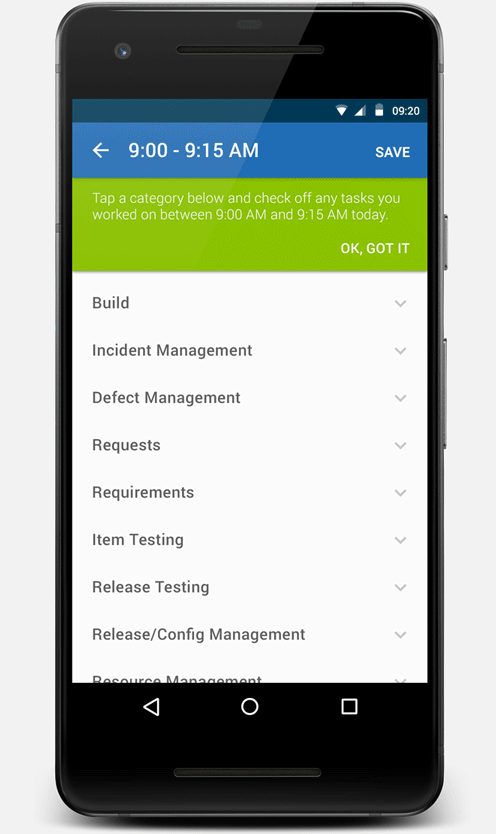 09:20
9:00 - 9:15 AM
SAVE
Tap a category below and check off any tasks you
worked on between 9:00 AM and 9:15 AM today.
OK, GOT IT
Build
Incident Management
Defect Management
Requests
Requirements
Item Testing
Release Testing
Release/Config Management
Resource Management